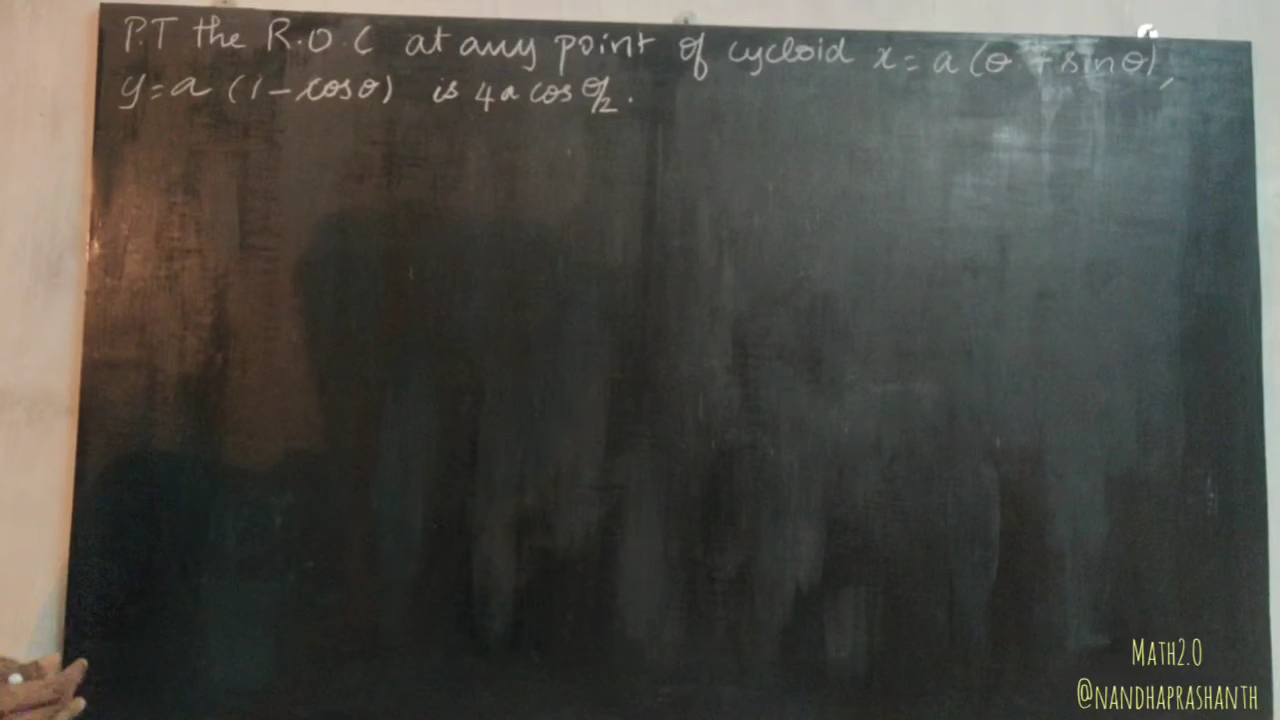 P.T the R.O.C at any point of cycloid x = a (θ + sinθ),
y = a (1 - cosθ) is 4a cos θ/2.
MATH2.0
@NANDHAPRASHANTH